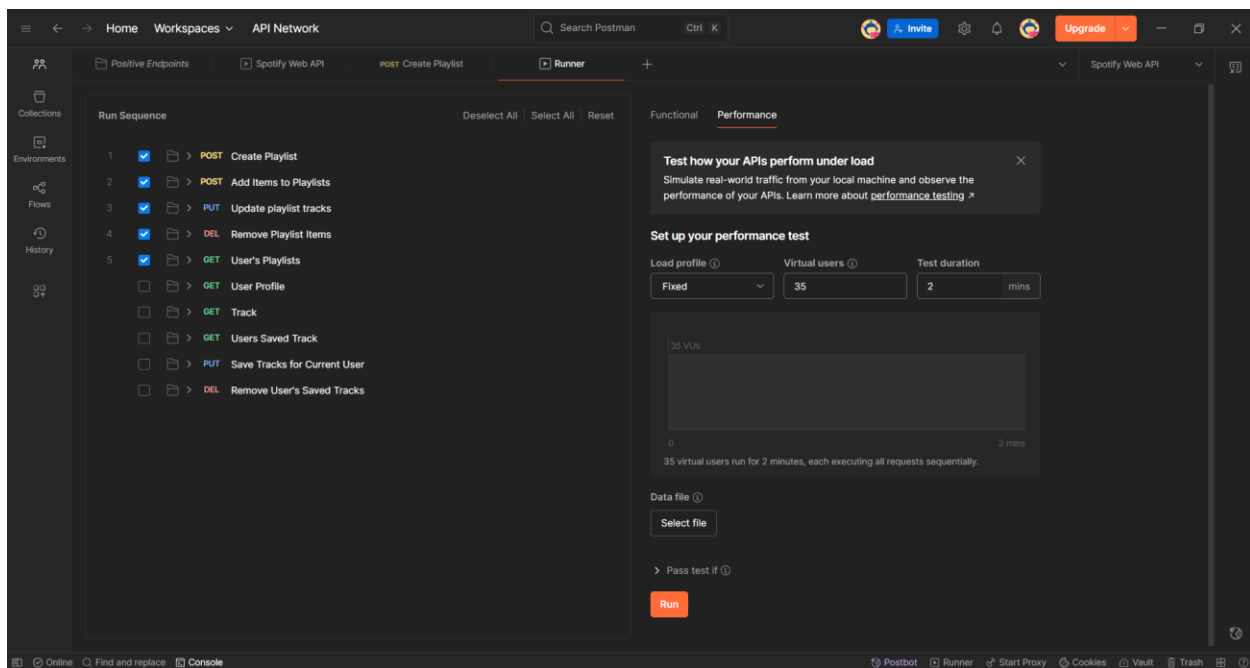 Home Workspaces API Network Search Postman Ctrl K Invite Upgrade
Positive Endpoints Spotify Web API POST Create Playlist Runner Spotify Web API
Collections
Environments
Flows
History
Run Sequence Deselect All Select All Reset
1 POST Create Playlist
2 POST Add Items to Playlists
3 PUT Update playlist tracks
4 DEL Remove Playlist Items
5 GET User's Playlists
GET User Profile
GET Track
GET Users Saved Track
PUT Save Tracks for Current User
DEL Remove User's Saved Tracks
Functional Performance
Test how your APIs perform under load
Simulate real-world traffic from your local machine and observe the
performance of your APIs. Learn more about performance testing ↗
Set up your performance test
Load profile Virtual users Test duration
Fixed 35 2 mins
35 VUs
0 2 mins
35 virtual users run for 2 minutes, each executing all requests sequentially.
Data file
Select file
Pass test if
Run
Online Find and replace Console Postbot Runner Start Proxy Cookies Vault Trash